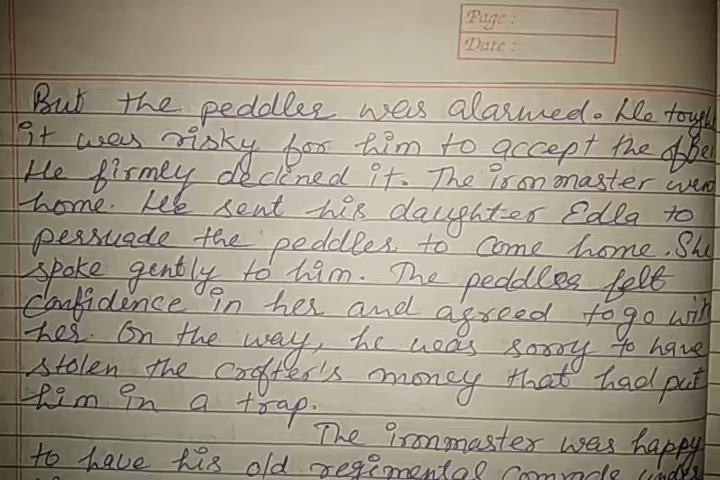 Page :
Date :
But the peddler was alarmed. He tough
it was risky for him to accept the offer
He firmly declined it. The ironmaster went
home. He sent his daughter Edla to
persuade the peddler to come home. She
spoke gently to him. The peddler felt
confidence in her and agreed to go with
her. On the way, he was sorry to have
stolen the crofter's money that had put
him in a trap.
The ironmaster was happy
to have his old regimental comrade under